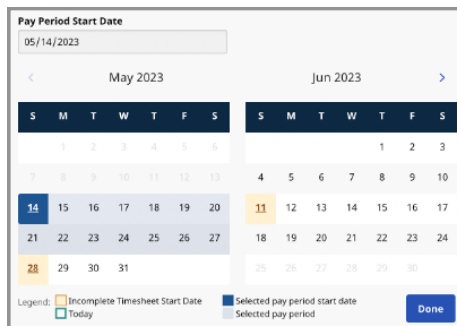 Pay Period Start Date
05/14/2023
< May 2023 Jun 2023 >
S M T W T F S S M T W T F S
1 2 3 4 5 6 1 2 3
7 8 9 10 11 12 13 4 5 6 7 8 9 10
14 15 16 17 18 19 20 11 12 13 14 15 16 17
21 22 23 24 25 26 27 18 19 20 21 22 23 24
28 29 30 31 25 26 27 28 29 30
Legend: Incomplete Timesheet Start Date Selected pay period start date
Today Selected pay period
Done